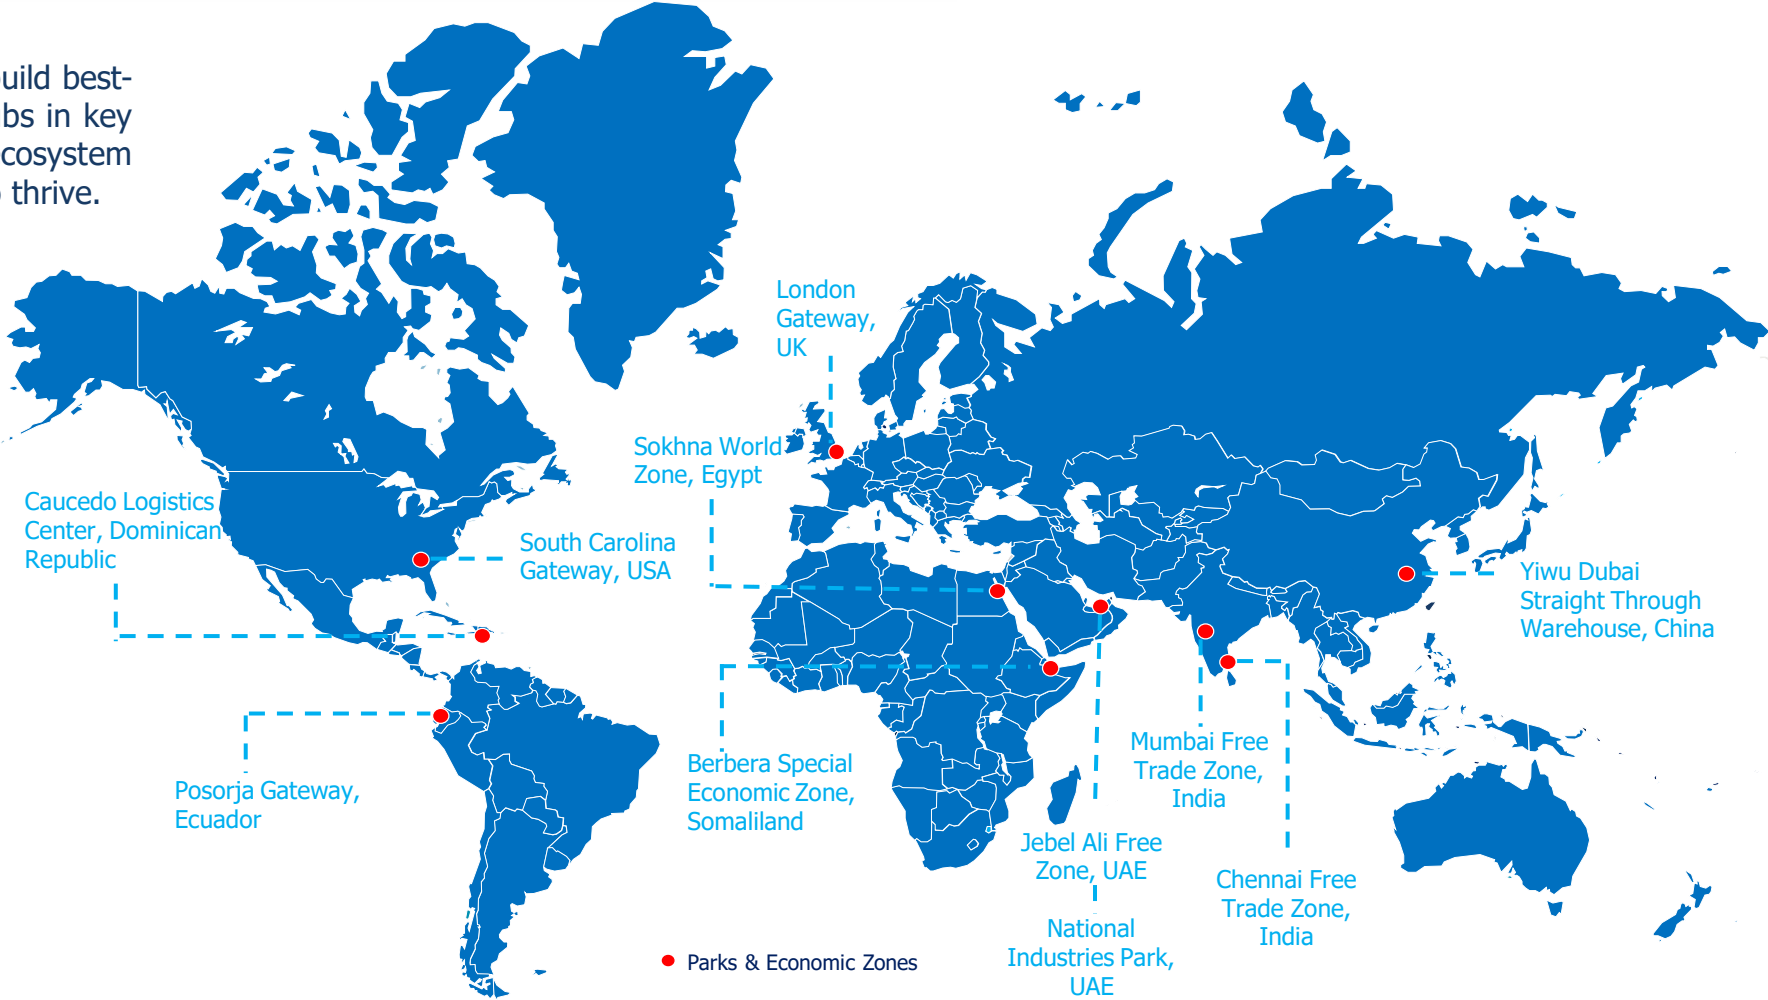 uild best-
bs in key
cosystem
thrive.
London
Gateway,
UK
Sokhna World
Zone, Egypt
Caucedo Logistics
Center, Dominican
Republic
South Carolina
Gateway, USA
Yiwu Dubai
Straight Through
Warehouse, China
Posorja Gateway,
Ecuador
Berbera Special
Economic Zone,
Somaliland
Mumbai Free
Trade Zone,
India
Jebel Ali Free
Zone, UAE
Chennai Free
Trade Zone,
India
National
Industries Park,
UAE
Parks & Economic Zones